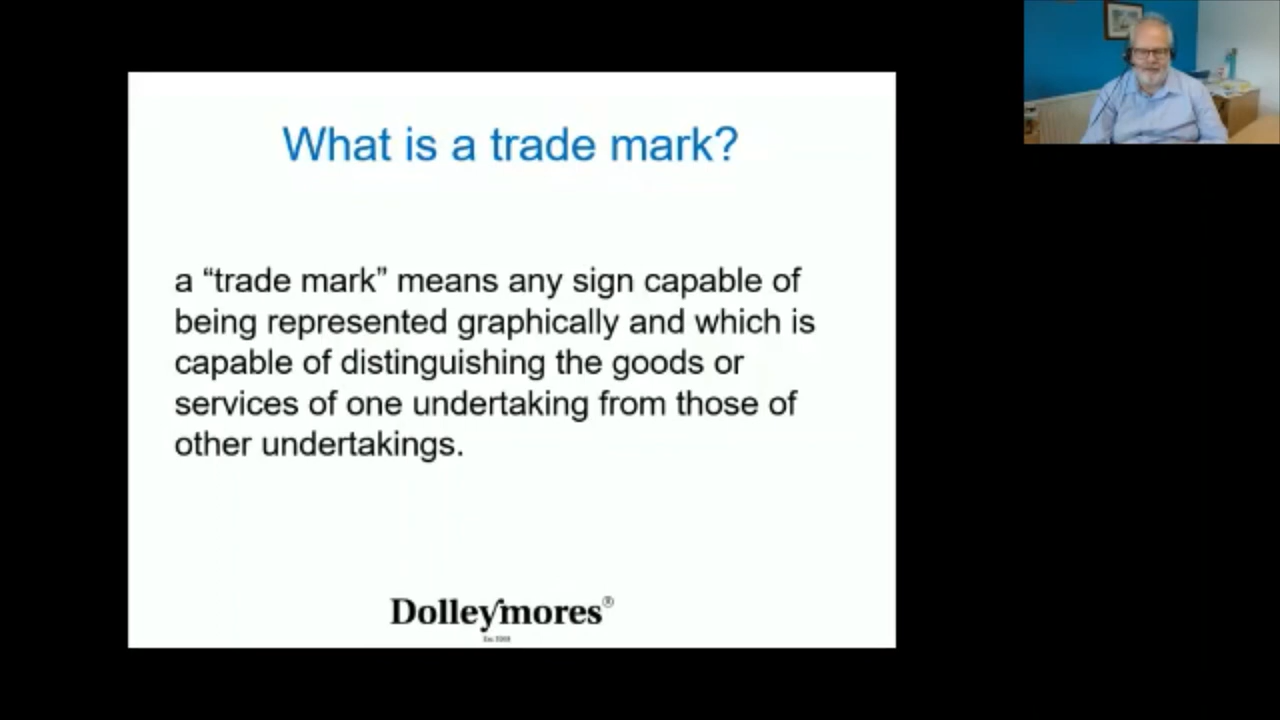 What is a trade mark?
a “trade mark” means any sign capable of
being represented graphically and which is
capable of distinguishing the goods or
services of one undertaking from those of
other undertakings.
Dolleymores®